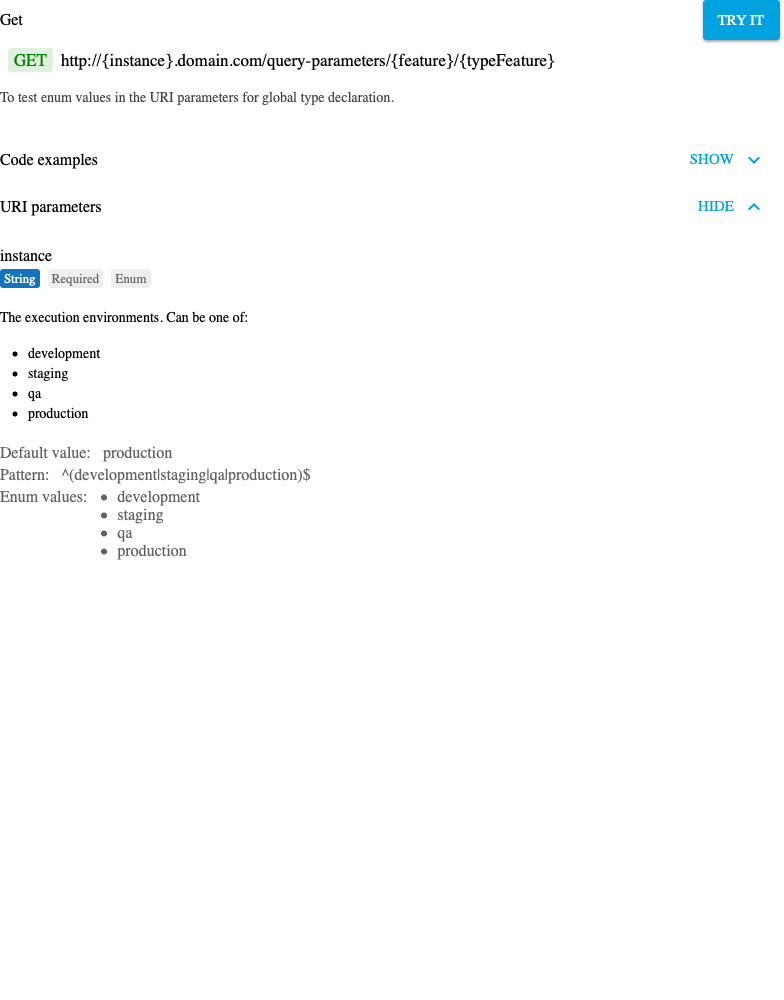 Get
TRY IT
GET http://{instance}.domain.com/query-parameters/{feature}/{typeFeature}
To test enum values in the URI parameters for global type declaration.
Code examples
SHOW
URI parameters
HIDE
instance
String Required Enum
The execution environments. Can be one of:
development
staging
qa
production
Default value: production
Pattern: ^(development|staging|qa|production)$
Enum values: development
staging
qa
production